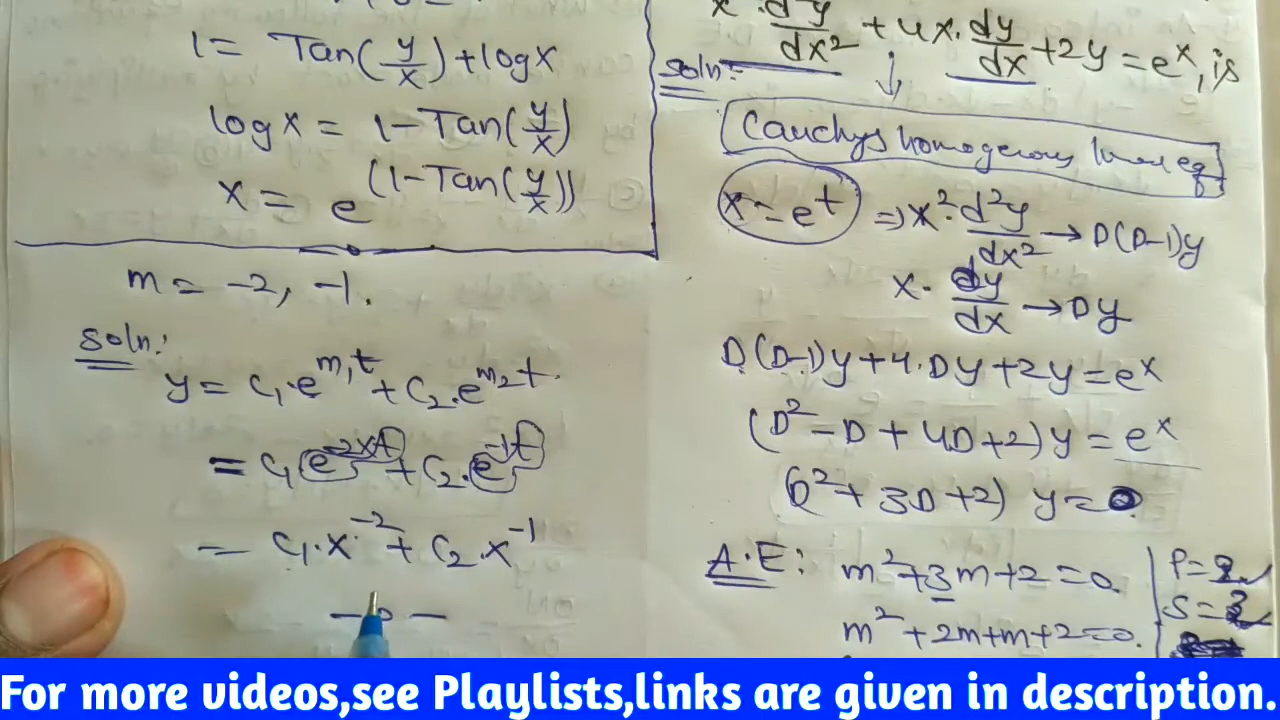 1 = Tan(y/x) + log x
log x = 1 - Tan(y/x)
x = e^(1 - Tan(y/x))
m = -2, -1.
Soln:
y = c₁.e^m₁t + c₂.e^m₂t.
= c₁ e^-2xt + c₂.e^-1t
= c₁.x^-2 + c₂.x^-1
—o—
x².d²y/dx² + 4x.dy/dx + 2y = e^x, is
Soln:-
Cauchys homogenous linear eq
x = e^t ⇒ x².d²y/dx² → D(D-1)y
x. dy/dx → Dy
D(D-1)y + 4.Dy + 2y = e^x
(D² - D + 4D + 2) y = e^x
(D² + 3D + 2) y = 0.
A.E: m² + 3m + 2 = 0. P = 2
m² + 2m + m + 2 = 0. S = 3
For more videos,see Playlists,links are given in description.